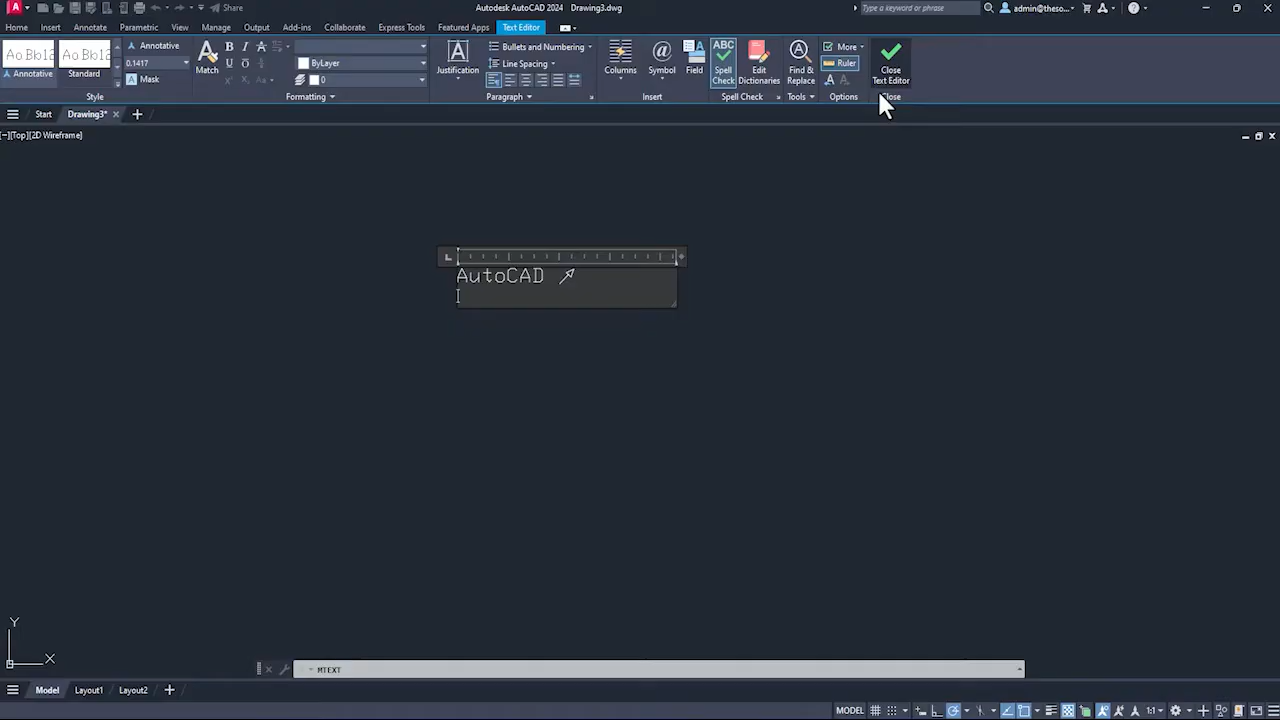 Autodesk AutoCAD 2024 Drawing3.dwg
Share
Type a keyword or phrase
admin@theso...
Home Insert Annotate Parametric View Manage Output Add-ins Collaborate Express Tools Featured Apps Text Editor
Aa Bb12 Aa Bb12
Annotative Standard
Annotative
0.1417
Mask
Style
Match
B I A
U O
ByLayer
0
Formatting
Justification
Bullets and Numbering
Line Spacing
Paragraph
Columns Symbol Field
Insert
ABC Spell Check
Edit Dictionaries
Spell Check
Find & Replace
Tools
More
Ruler
Options
Close Text Editor
Close
Start Drawing3*
[−][Top][2D Wireframe]
AutoCAD
Y
X
MTEXT
Model Layout1 Layout2
MODEL 1:1